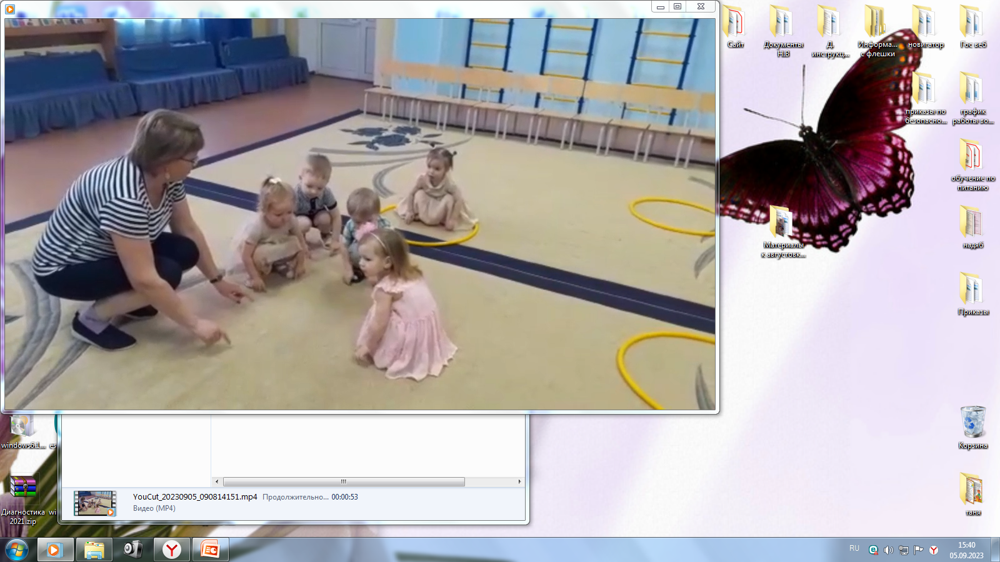 Сайт
Документы
Н.В
Д.
инструкц...
Информа...
с флешки
новигатор
Гос веб
приказы по
безопасно...
график
работы во...
обучение по
питанию
Материалы
к августовк...
надяб
Приказы
Корзина
таня
windows6.1... es
Диагностика wi
2021.zip
YouCut_20230905_090814151.mp4 Продолжительно... 00:00:53
Видео (MP4)
RU
15:40
05.09.2023